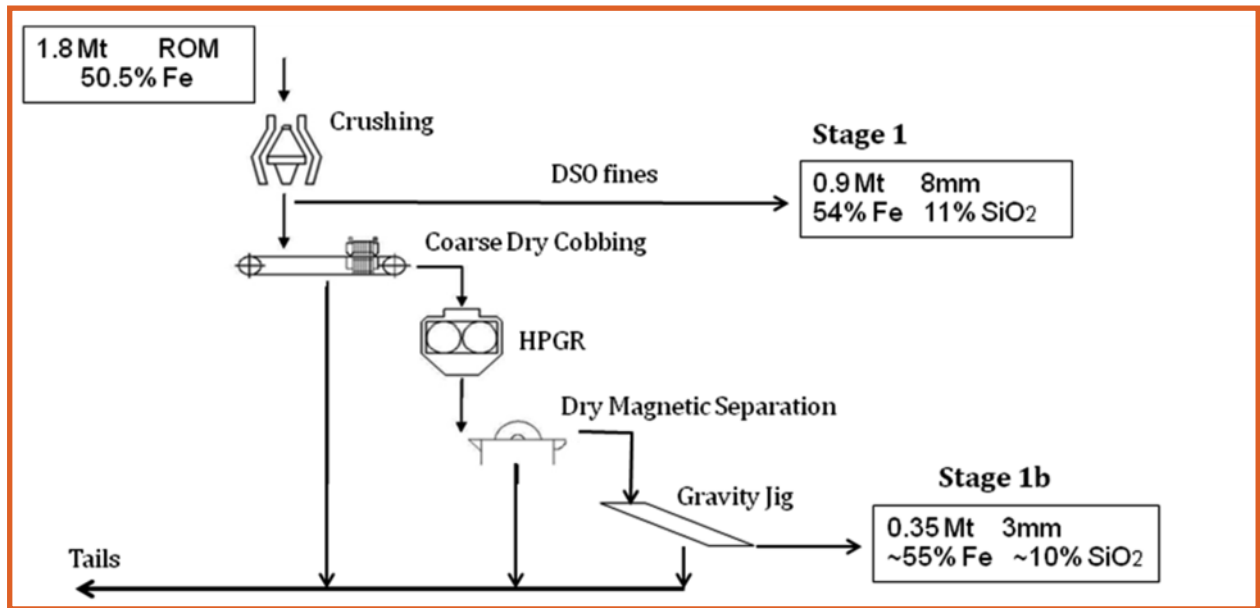 1.8 Mt ROM
50.5% Fe
Crushing
Stage 1
DSO fines
0.9 Mt 8mm
54% Fe 11% SiO2
Coarse Dry Cobbing
HPGR
Dry Magnetic Separation
Stage 1b
Gravity Jig
0.35 Mt 3mm
~55% Fe ~10% SiO2
Tails